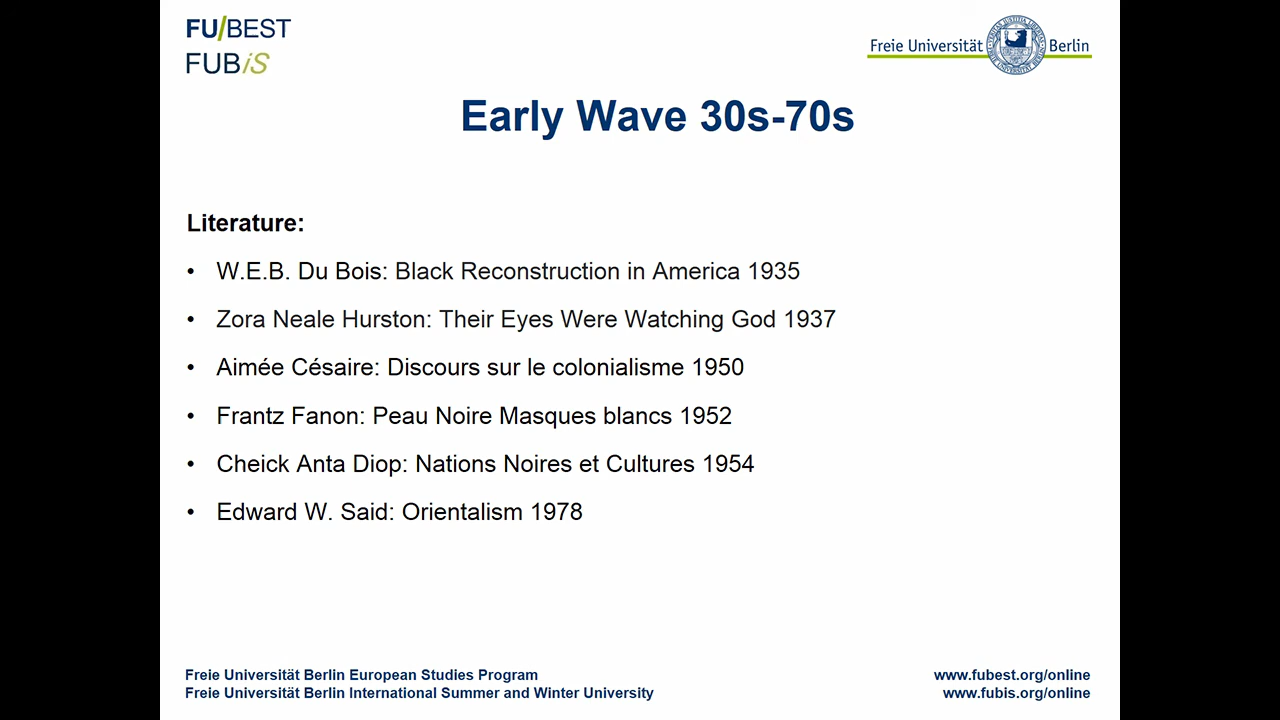 FU/BEST
FUBiS
Freie Universität Berlin
Early Wave 30s-70s
Literature:
• W.E.B. Du Bois: Black Reconstruction in America 1935
• Zora Neale Hurston: Their Eyes Were Watching God 1937
• Aimée Césaire: Discours sur le colonialisme 1950
• Frantz Fanon: Peau Noire Masques blancs 1952
• Cheick Anta Diop: Nations Noires et Cultures 1954
• Edward W. Said: Orientalism 1978
Freie Universität Berlin European Studies Program
Freie Universität Berlin International Summer and Winter University
www.fubest.org/online
www.fubis.org/online